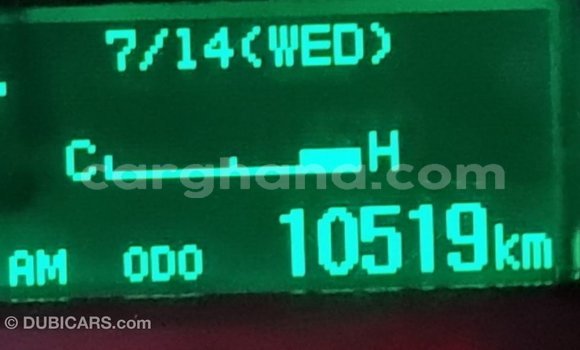 7/14(WED)
C H
carghana.com
AM ODO 10519km
© DUBICARS.com